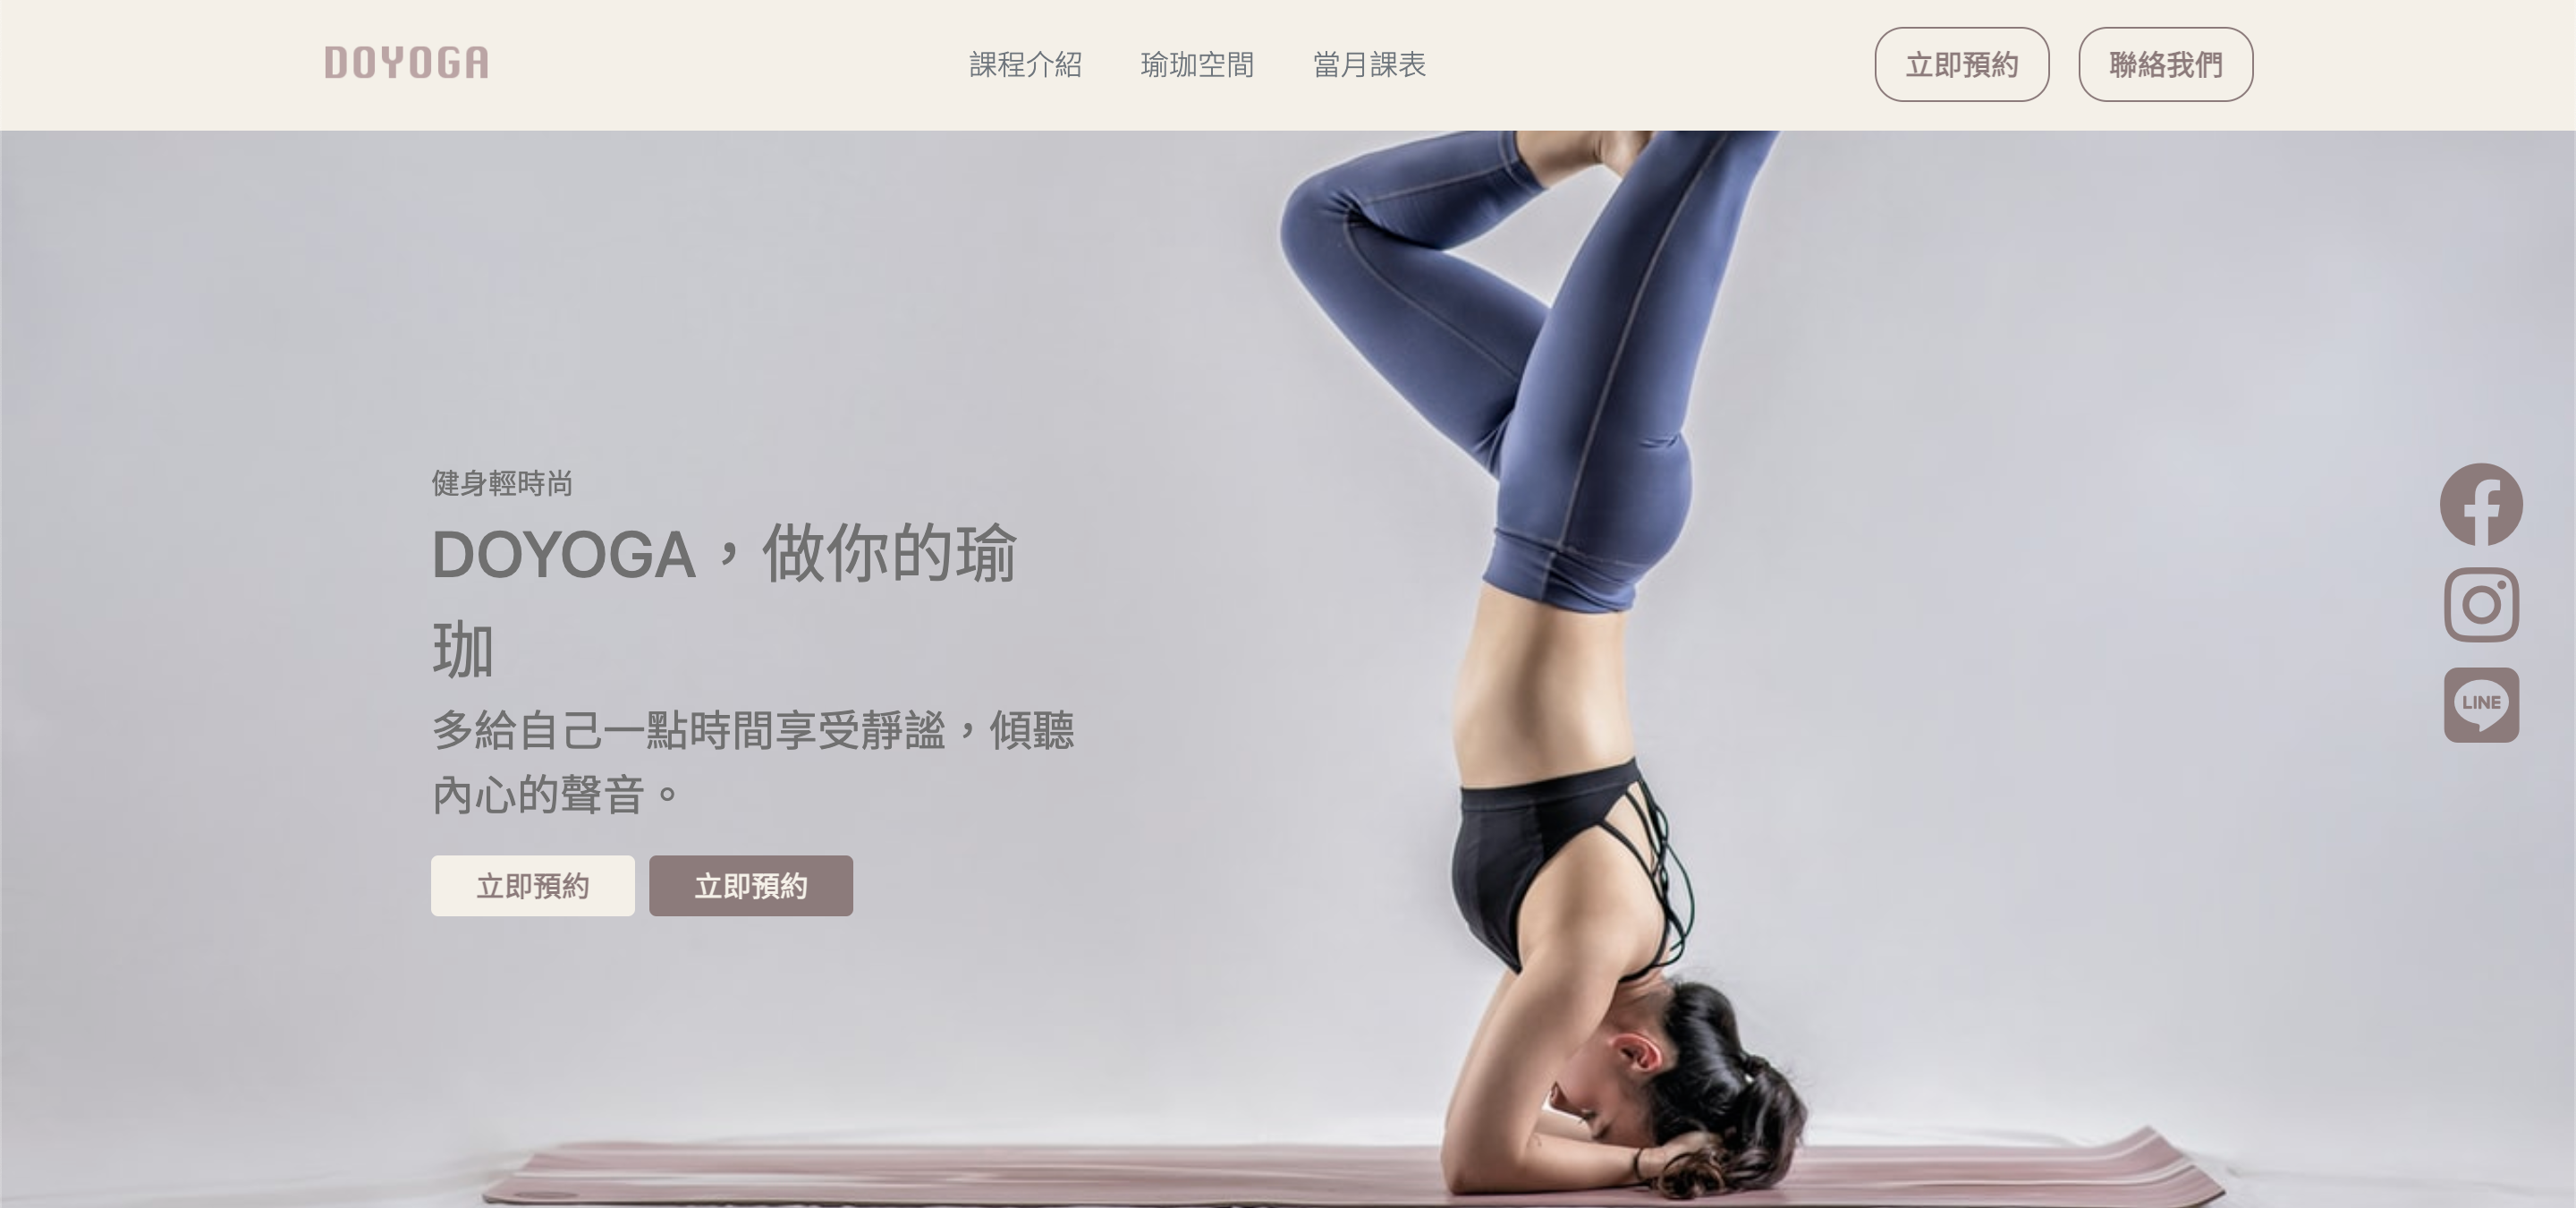 DOYOGA
課程介紹
瑜珈空間
當月課表
立即預約
聯絡我們
健身輕時尚
DOYOGA，做你的瑜
珈
多給自己一點時間享受靜謐，傾聽
內心的聲音。
立即預約
立即預約
LINE